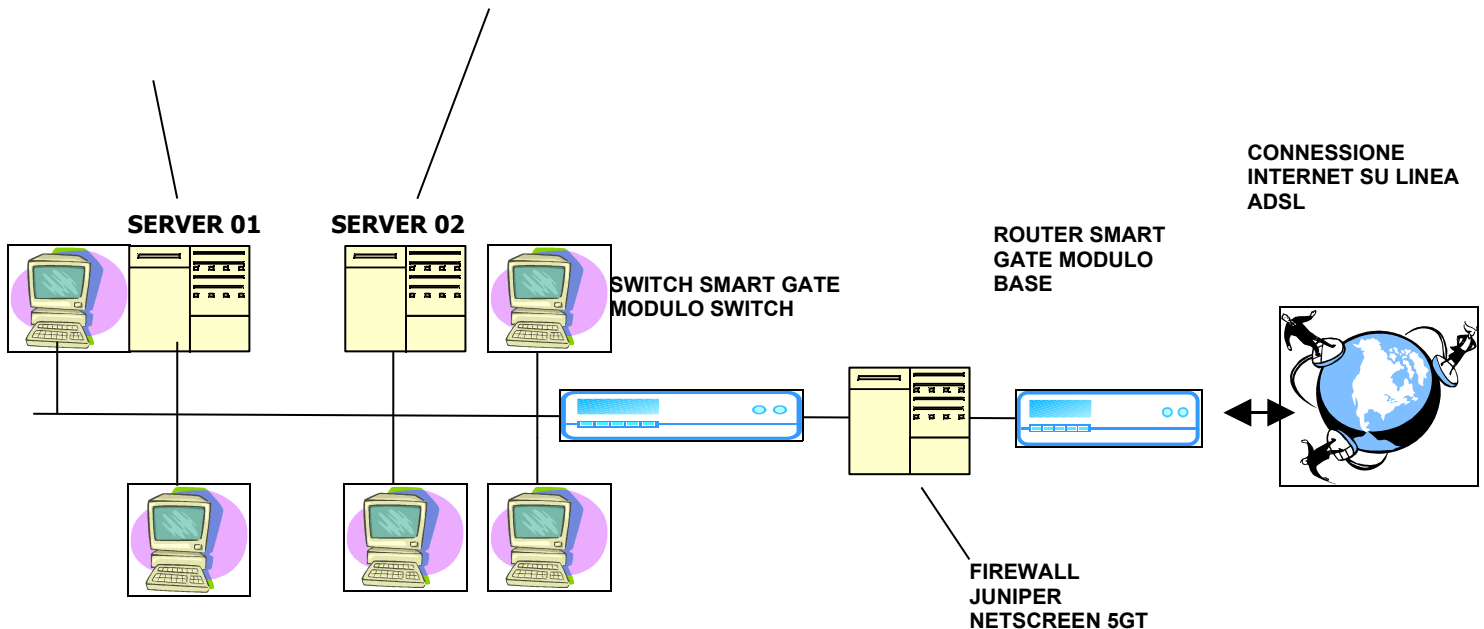 CONNESSIONE
INTERNET SU LINEA
ADSL
SERVER 01
SERVER 02
ROUTER SMART
GATE MODULO
BASE
SWITCH SMART GATE
MODULO SWITCH
FIREWALL
JUNIPER
NETSCREEN 5GT